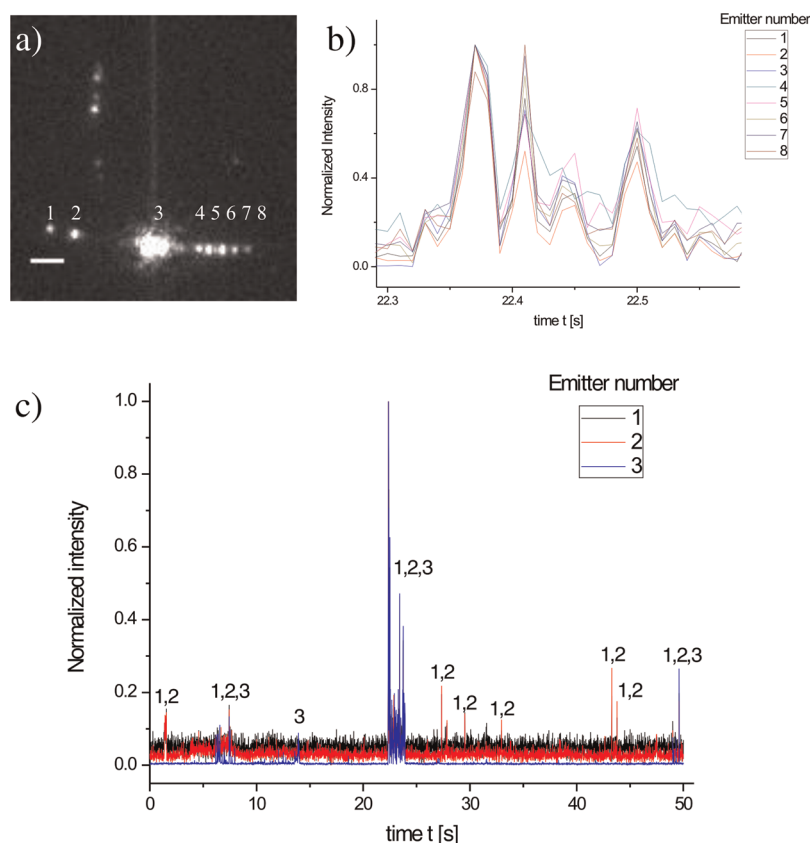 a)
1 2 3 4 5 6 7 8
b)
Emitter number
1
2
3
4
5
6
7
8
Normalized Intensity
0.8
0.4
0.0
22.3 22.4 22.5
time t [s]
c)
Emitter number
1
2
3
Normalized intensity
1.0
0.8
0.6
0.4
0.2
0.0
1,2 1,2,3 3 1,2,3 1,2 1,2 1,2 1,2 1,2 1,2,3
0 10 20 30 40 50
time t [s]